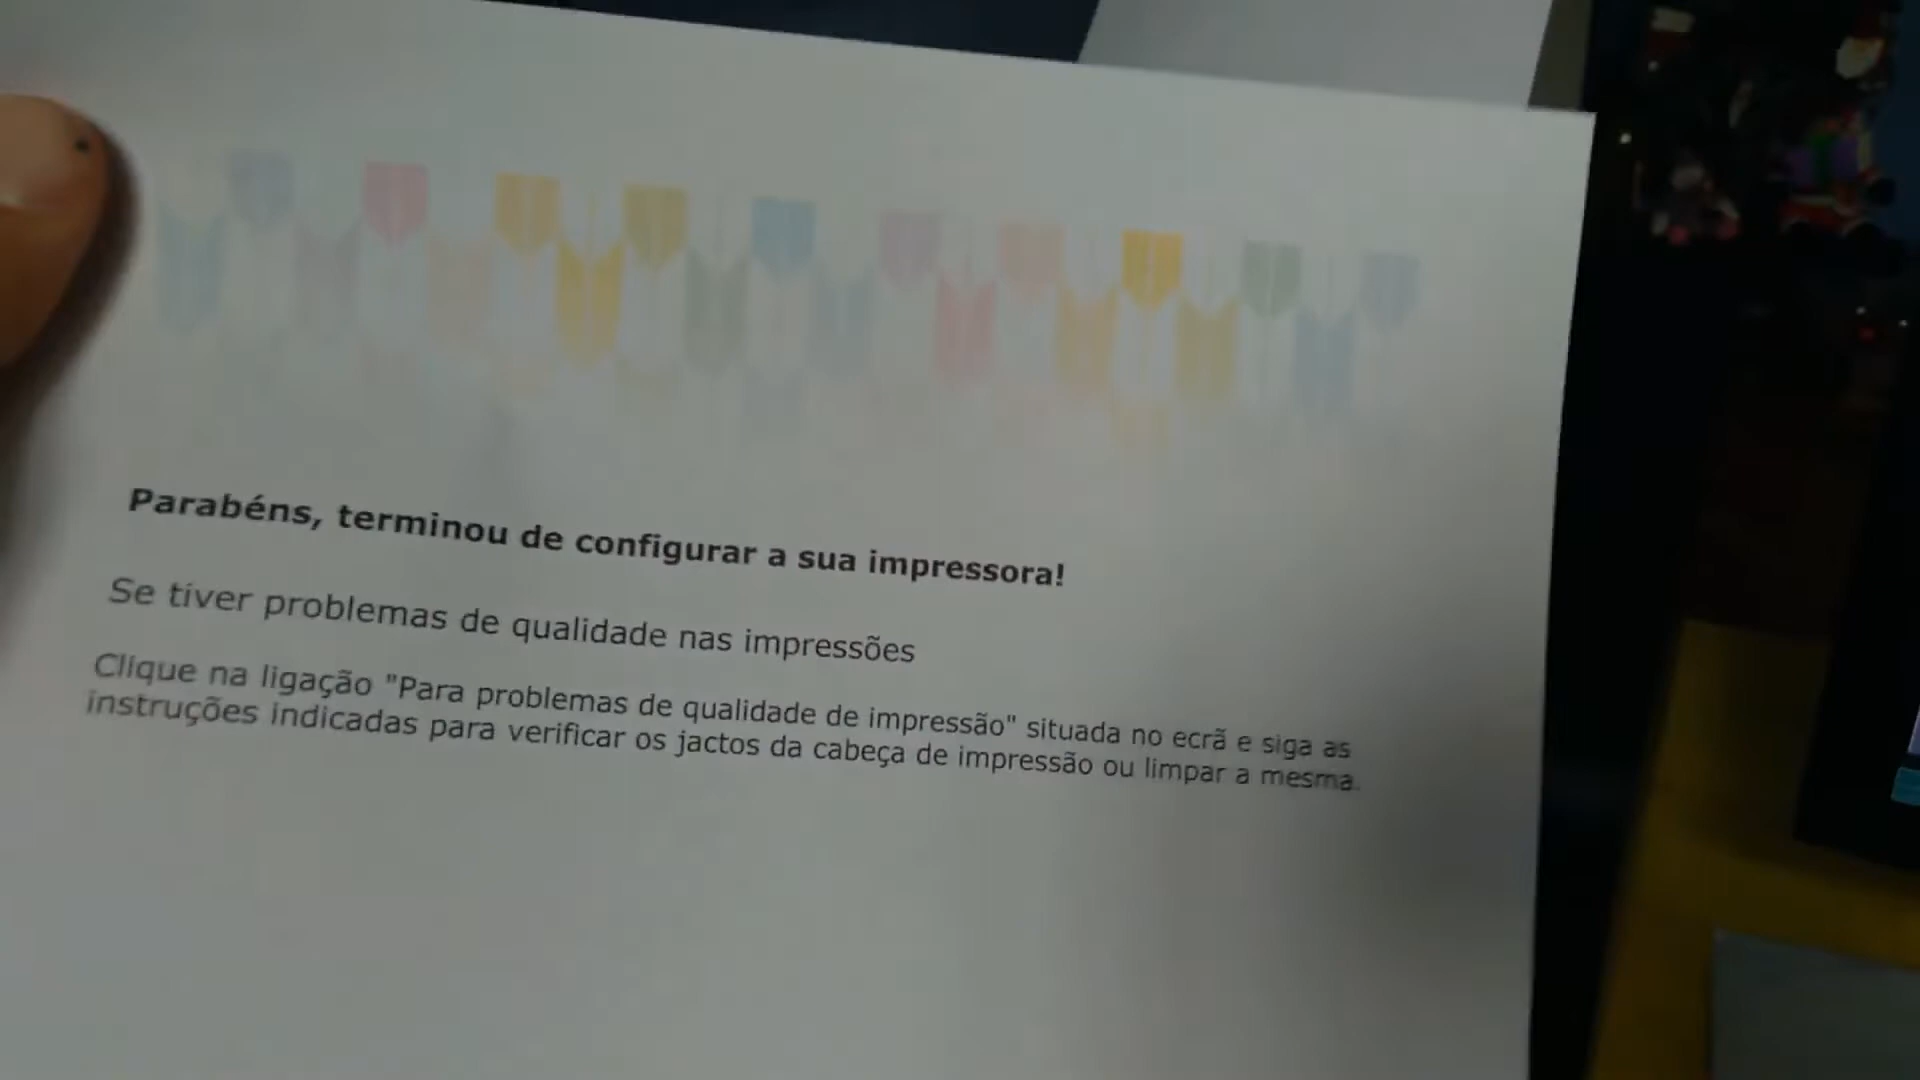 Parabéns, terminou de configurar a sua impressora!
Se tiver problemas de qualidade nas impressões
Clique na ligação "Para problemas de qualidade de impressão" situada no ecrã e siga as
instruções indicadas para verificar os jactos da cabeça de impressão ou limpar a mesma.